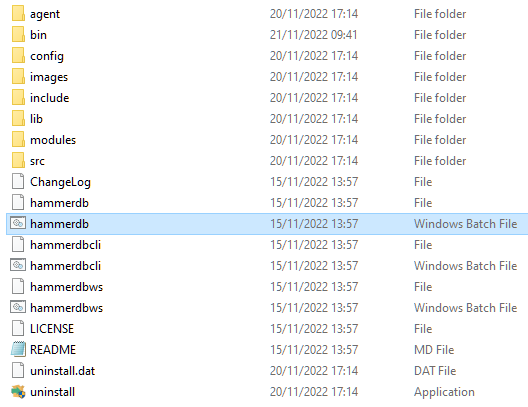 agent 20/11/2022 17:14 File folder
bin 21/11/2022 09:41 File folder
config 20/11/2022 17:14 File folder
images 20/11/2022 17:14 File folder
include 20/11/2022 17:14 File folder
lib 20/11/2022 17:14 File folder
modules 20/11/2022 17:14 File folder
src 20/11/2022 17:14 File folder
ChangeLog 15/11/2022 13:57 File
hammerdb 15/11/2022 13:57 File
hammerdb 15/11/2022 13:57 Windows Batch File
hammerdbcli 15/11/2022 13:57 File
hammerdbcli 15/11/2022 13:57 Windows Batch File
hammerdbws 15/11/2022 13:57 File
hammerdbws 15/11/2022 13:57 Windows Batch File
LICENSE 15/11/2022 13:57 File
README 15/11/2022 13:57 MD File
uninstall.dat 20/11/2022 17:14 DAT File
uninstall 20/11/2022 17:14 Application